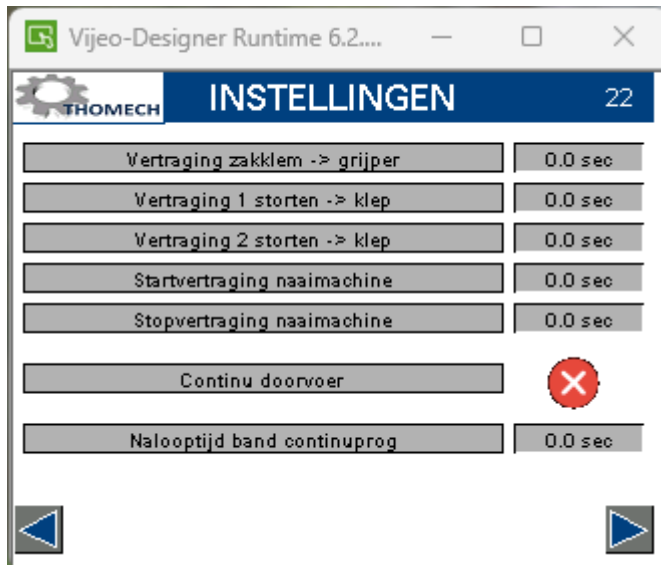 Vijeo-Designer Runtime 6.2....
THOMECH INSTELLINGEN 22
Vertraging zakklem -> grijper 0.0 sec
Vertraging 1 storten -> klep 0.0 sec
Vertraging 2 storten -> klep 0.0 sec
Startvertraging naaimachine 0.0 sec
Stopvertraging naaimachine 0.0 sec
Continu doorvoer
Nalooptijd band continuprog 0.0 sec